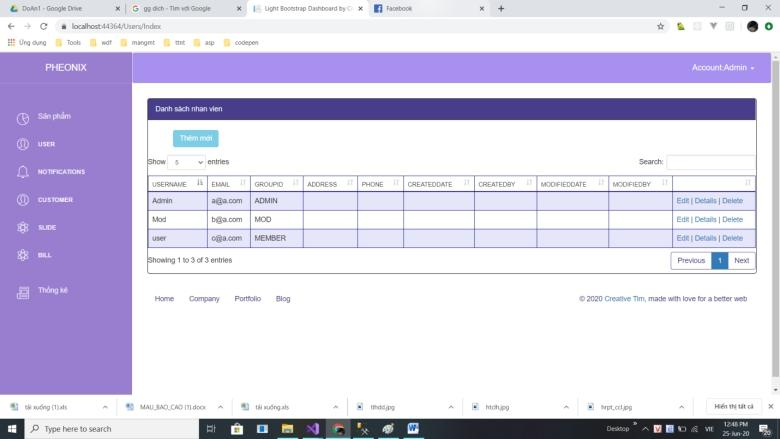 DoAn1 - Google Drive
gg dich - Tìm với Google
Light Bootstrap Dashboard by C
Facebook
localhost:44364/Users/Index
Ứng dụng
Tools
wdf
mangmt
ttnt
asp
codepen
PHEONIX
Account:Admin
Sản phẩm
USER
NOTIFICATIONS
CUSTOMER
SLIDE
BILL
Thống kê
Danh sách nhan vien
Thêm mới
Show 5 entries
Search:
USERNAME EMAIL GROUPID ADDRESS PHONE CREATEDDATE CREATEDBY MODIFIEDDATE MODIFIEDBY
Admin a@a.com ADMIN Edit | Details | Delete
Mod b@a.com MOD Edit | Details | Delete
user c@a.com MEMBER Edit | Details | Delete
Showing 1 to 3 of 3 entries
Previous 1 Next
Home Company Portfolio Blog
© 2020 Creative Tim, made with love for a better web
tải xuống (1).xls
MAU_BAO_CAO (1).docx
tải xuống.xls
tthdd.jpg
htclh.jpg
hrpt_ccl.jpg
Hiển thị tất cả
Type here to search
Desktop
VIE
12:48 PM
25-Jun-20
20